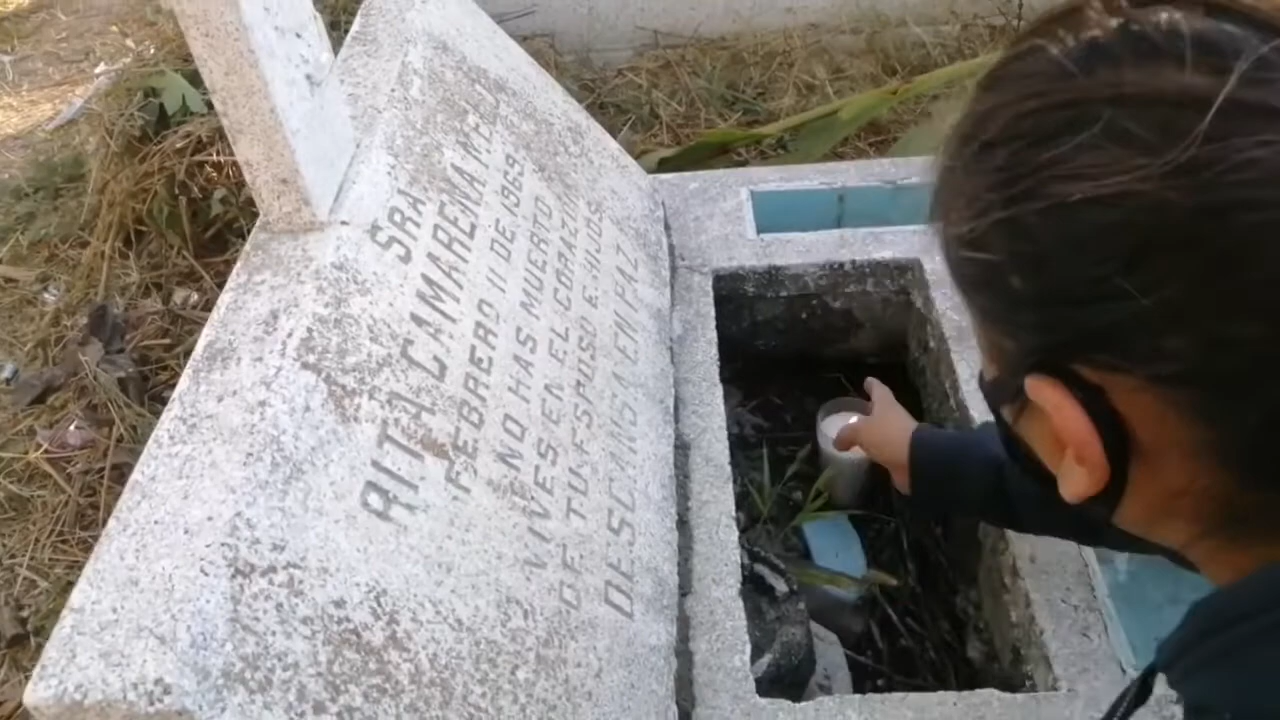 SRA
RITA CAMARENA
FEBRERO 11 DE 1969
NO HAS MUERTO
VIVES EN EL CORAZON
DE TU ESPOSO E HIJOS
DESCANSA EN PAZ